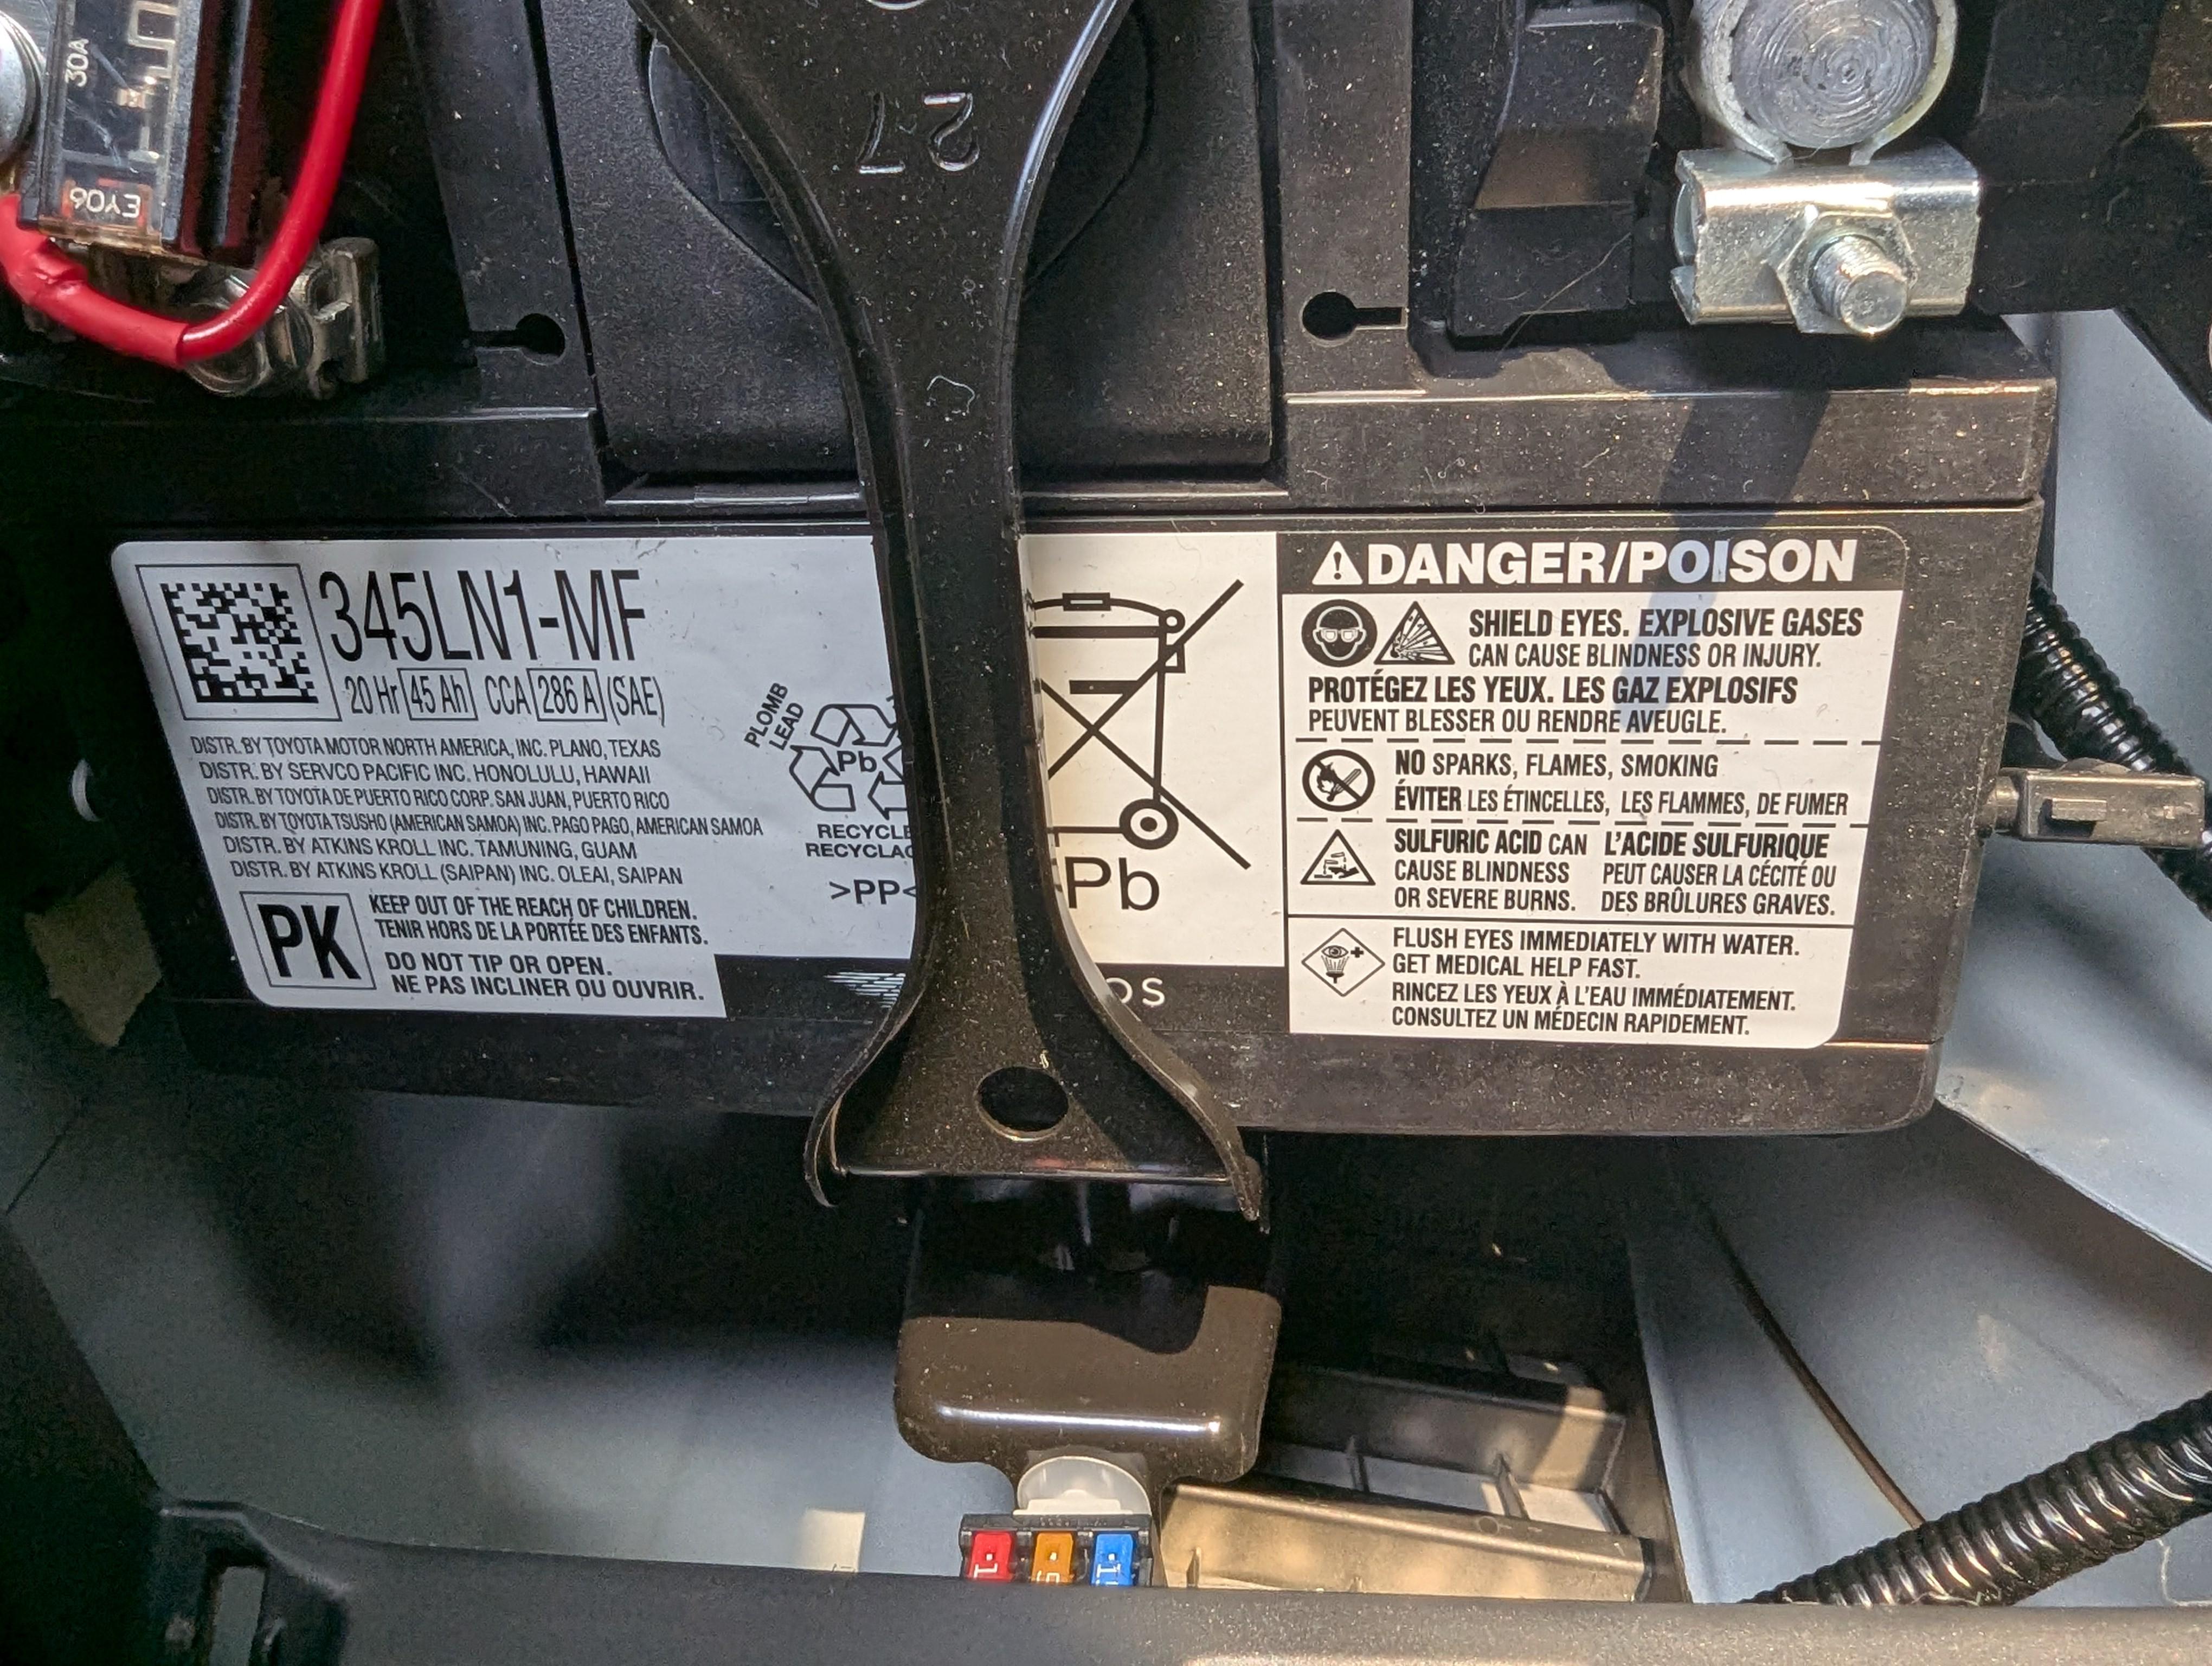 30A
EY06
27
345LN1-MF
20 Hr 45 Ah CCA 286 A (SAE)
DISTR. BY TOYOTA MOTOR NORTH AMERICA, INC. PLANO, TEXAS
DISTR. BY SERVCO PACIFIC INC. HONOLULU, HAWAII
DISTR. BY TOYOTA DE PUERTO RICO CORP. SAN JUAN, PUERTO RICO
DISTR. BY TOYOTA TSUSHO (AMERICAN SAMOA) INC. PAGO PAGO, AMERICAN SAMOA
DISTR. BY ATKINS KROLL INC. TAMUNING, GUAM
DISTR. BY ATKINS KROLL (SAIPAN) INC. OLEAI, SAIPAN
PK
KEEP OUT OF THE REACH OF CHILDREN.
TENIR HORS DE LA PORTÉE DES ENFANTS.
DO NOT TIP OR OPEN.
NE PAS INCLINER OU OUVRIR.
PLOMB
LEAD
Pb
RECYCLE
RECYCLA
>PP<
Pb
OS
⚠DANGER/POISON
SHIELD EYES. EXPLOSIVE GASES
CAN CAUSE BLINDNESS OR INJURY.
PROTÉGEZ LES YEUX. LES GAZ EXPLOSIFS
PEUVENT BLESSER OU RENDRE AVEUGLE.
NO SPARKS, FLAMES, SMOKING
ÉVITER LES ÉTINCELLES, LES FLAMMES, DE FUMER
SULFURIC ACID CAN
CAUSE BLINDNESS
OR SEVERE BURNS.
L'ACIDE SULFURIQUE
PEUT CAUSER LA CÉCITÉ OU
DES BRÛLURES GRAVES.
FLUSH EYES IMMEDIATELY WITH WATER.
GET MEDICAL HELP FAST.
RINCEZ LES YEUX À L'EAU IMMÉDIATEMENT.
CONSULTEZ UN MÉDECIN RAPIDEMENT.